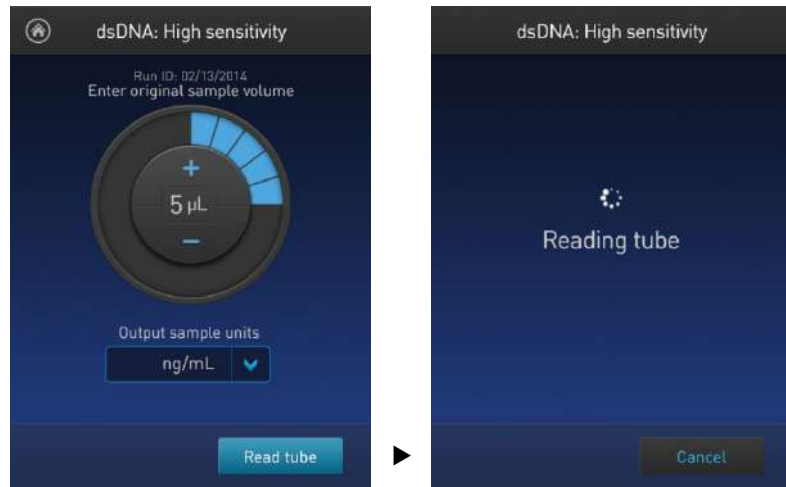 dsDNA: High sensitivity
Run ID: 02/13/2014
Enter original sample volume
+
5 µL
−
Output sample units
ng/mL
Read tube
dsDNA: High sensitivity
Reading tube
Cancel